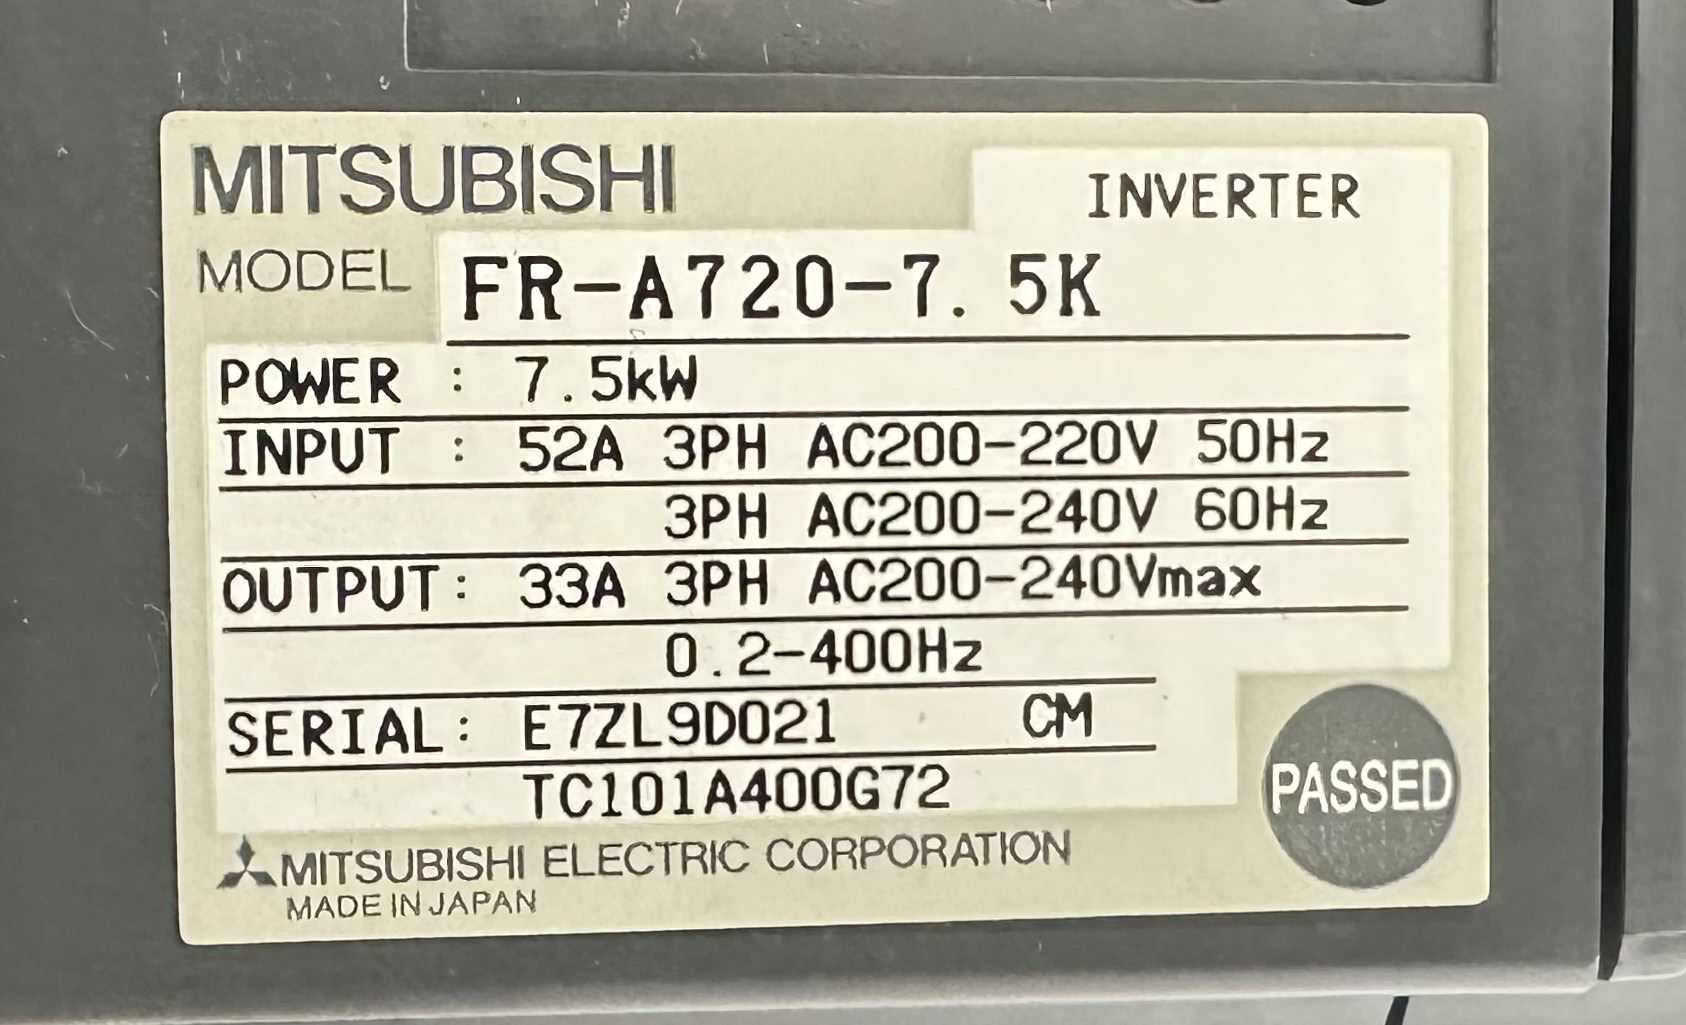 MITSUBISHI
INVERTER
MODEL FR-A720-7.5K
POWER : 7.5kW
INPUT : 52A 3PH AC200-220V 50Hz
3PH AC200-240V 60Hz
OUTPUT: 33A 3PH AC200-240Vmax
0.2-400Hz
SERIAL: E7ZL9D021 CM
TC101A400G72
PASSED
MITSUBISHI ELECTRIC CORPORATION
MADE IN JAPAN